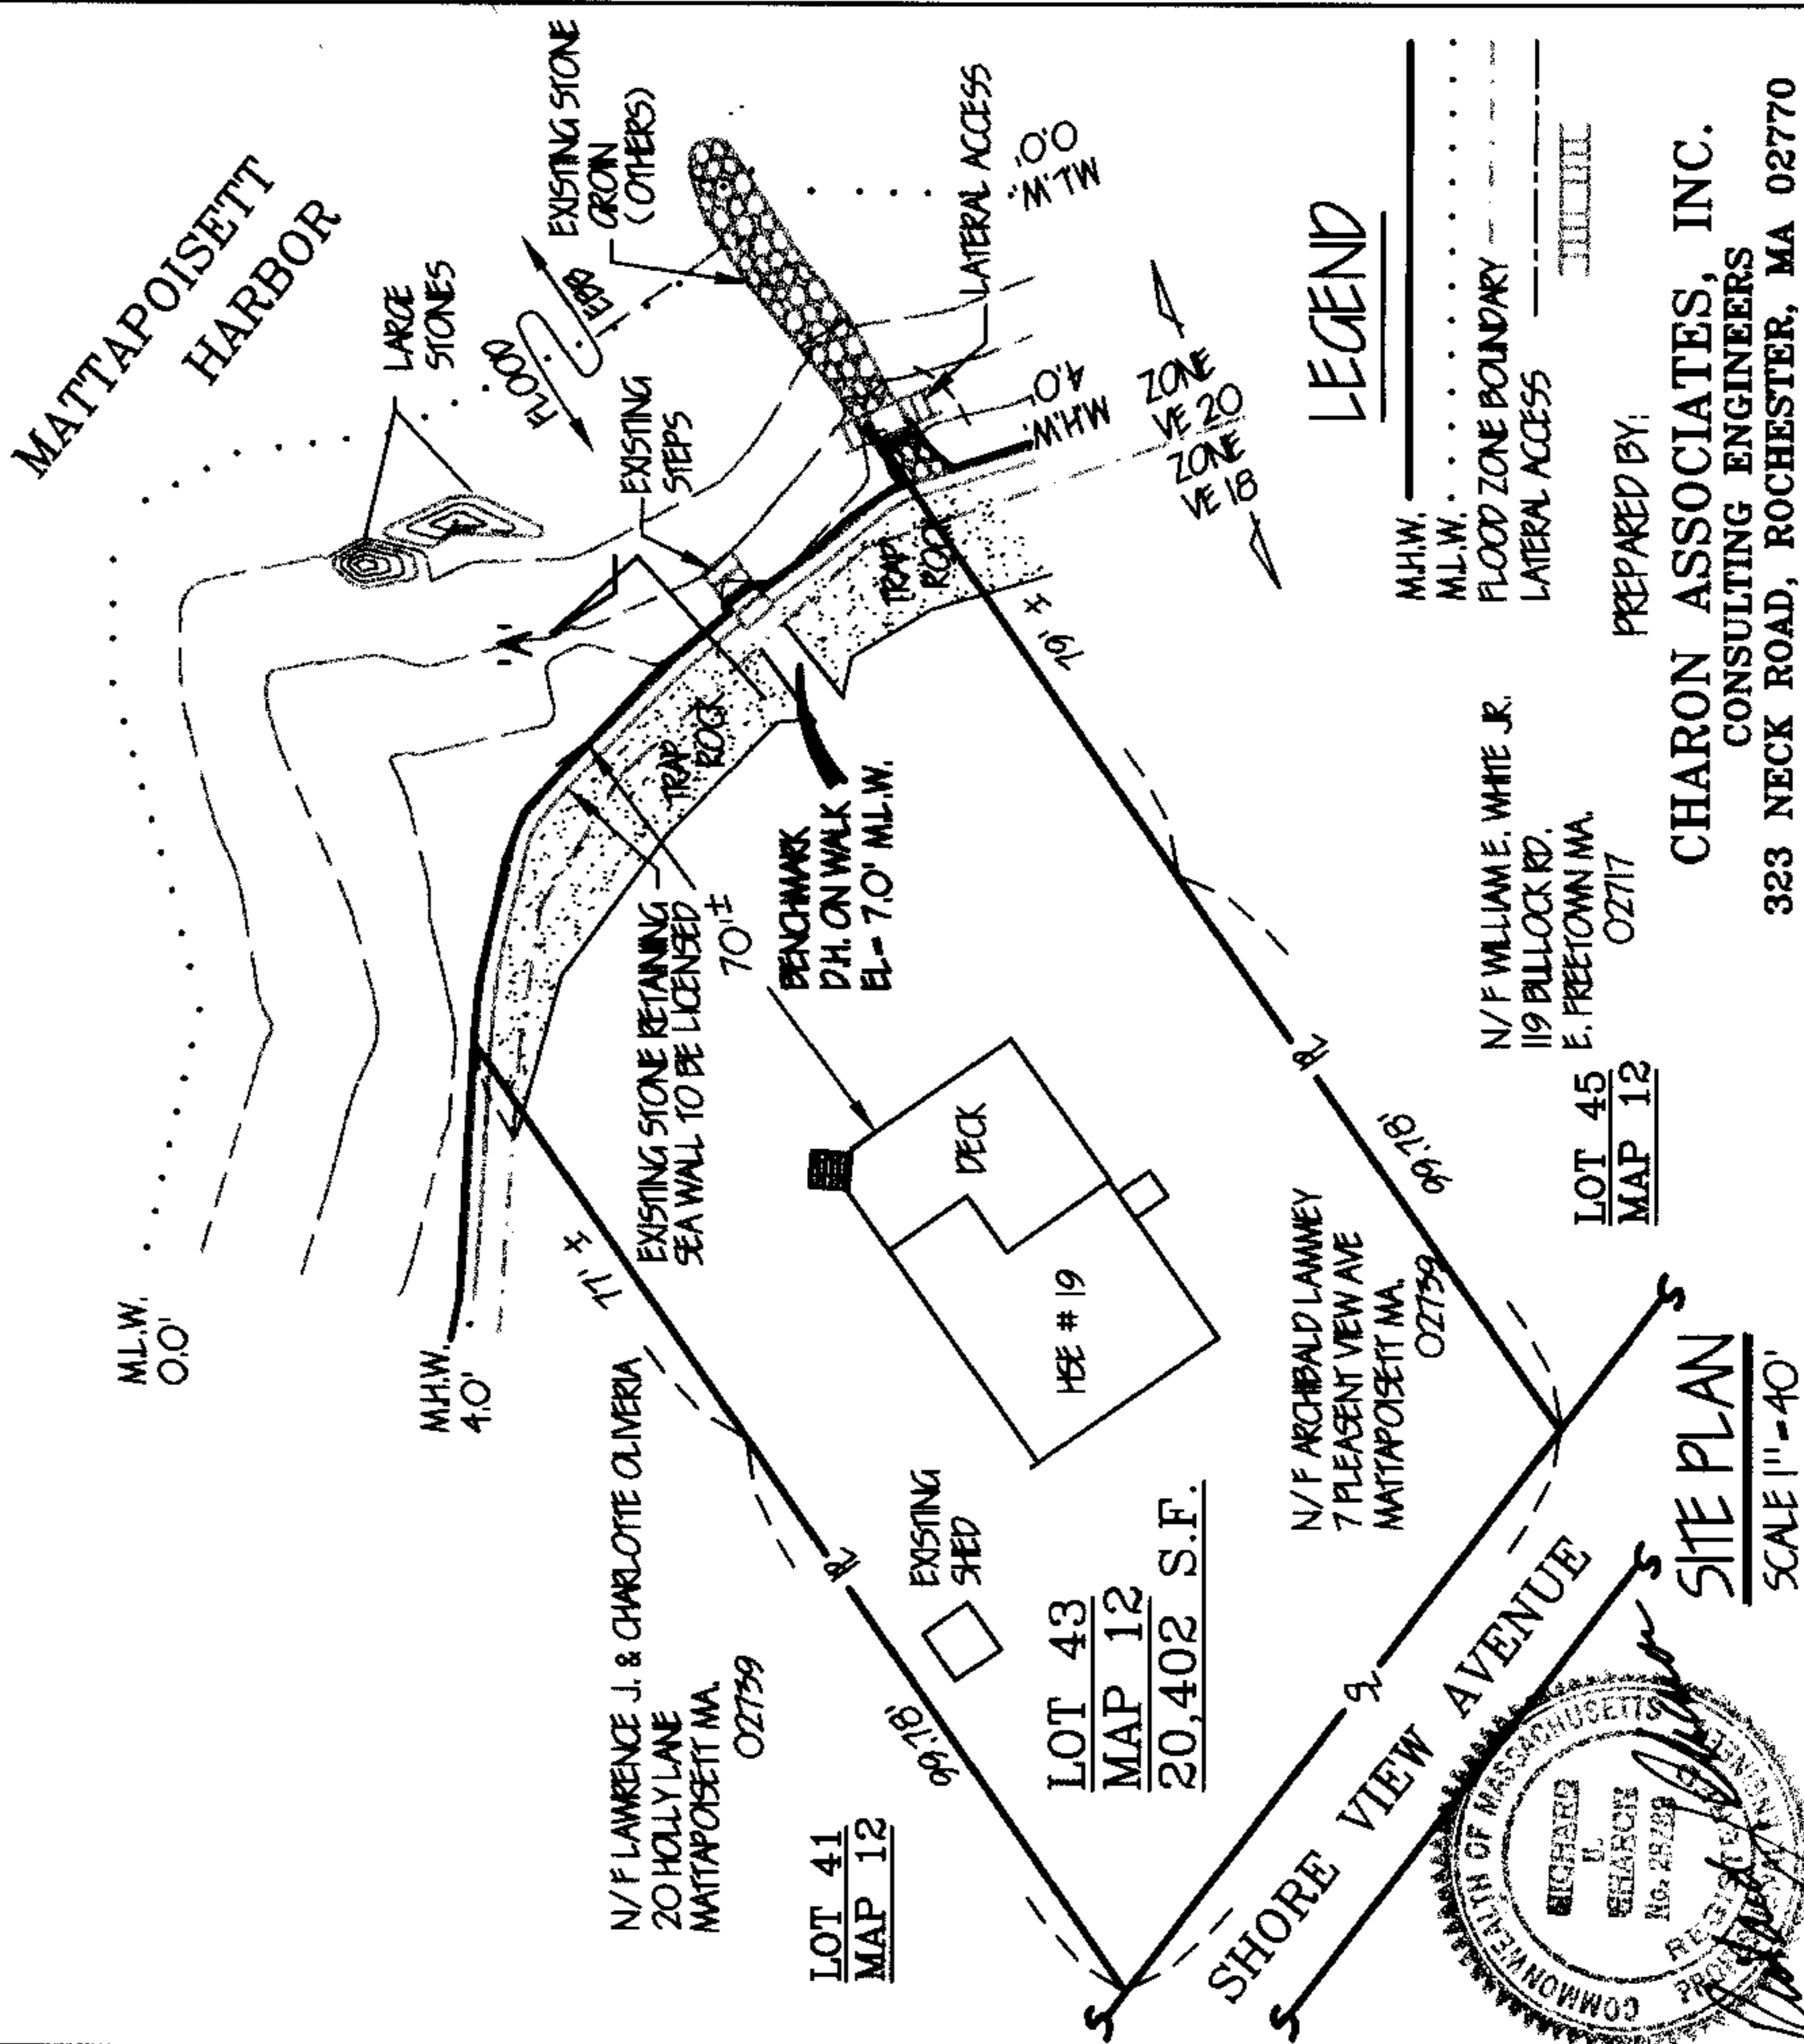 MATTAPOISETT
HARBOR
LARGE
STONES
FLOOD
EBB
EXISTING STONE
GROIN
(OTHERS)
EXISTING
STEPS
LATERAL ACCESS
M.L.W.
0.0'
M.L.W.
0.0'
M.H.W.
4.0'
M.H.W.
4.0'
ZONE
VE 20
ZONE
VE 18
"A"
TRAP
ROCK
TRAP
ROCK
EXISTING STONE RETAINING
SEA WALL TO BE LICENSED
70'±
BENCHMARK
D.H. ON WALK
EL= 7.0' M.L.W.
77' ±
79' ±
DECK
HSE # 19
N/F LAWRENCE J. & CHARLOTTE OLIVERIA
20 HOLLY LANE
MATTAPOISETT MA.
02739
LOT 41
MAP 12
99.78'
EXISTING
SHED
LOT 43
MAP 12
20,402 S.F.
N/F ARCHIBALD LAMMEY
7 PLEASENT VIEW AVE
MATTAPOISETT MA.
02739
99.78'
LOT 45
MAP 12
N/F WILLIAM E. WHITE JR.
119 BULLOCK RD.
E. FREETOWN MA.
02717
SHORE VIEW AVENUE
LEGEND
M.H.W.
M.L.W.
FLOOD ZONE BOUNDARY
LATERAL ACCESS
PREPARED BY:
CHARON ASSOCIATES, INC.
CONSULTING ENGINEERS
323 NECK ROAD, ROCHESTER, MA 02770
SITE PLAN
SCALE 1"=40'
COMMONWEALTH OF MASSACHUSETTS
RICHARD
CHARON